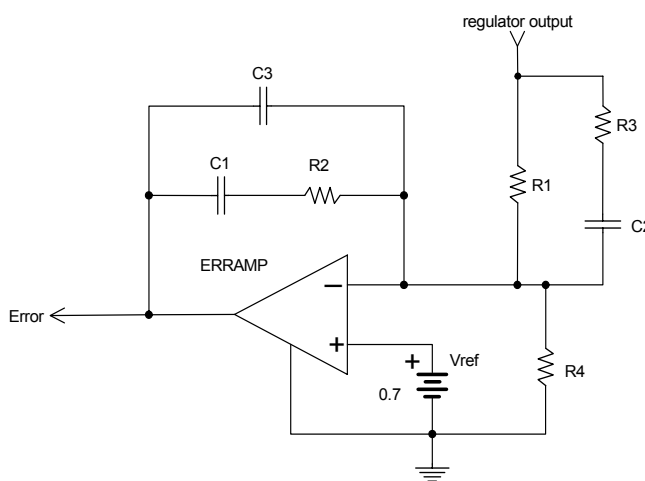 regulator output
C3
R3
C1
R2
R1
C2
ERRAMP
Error
Vref
0.7
R4